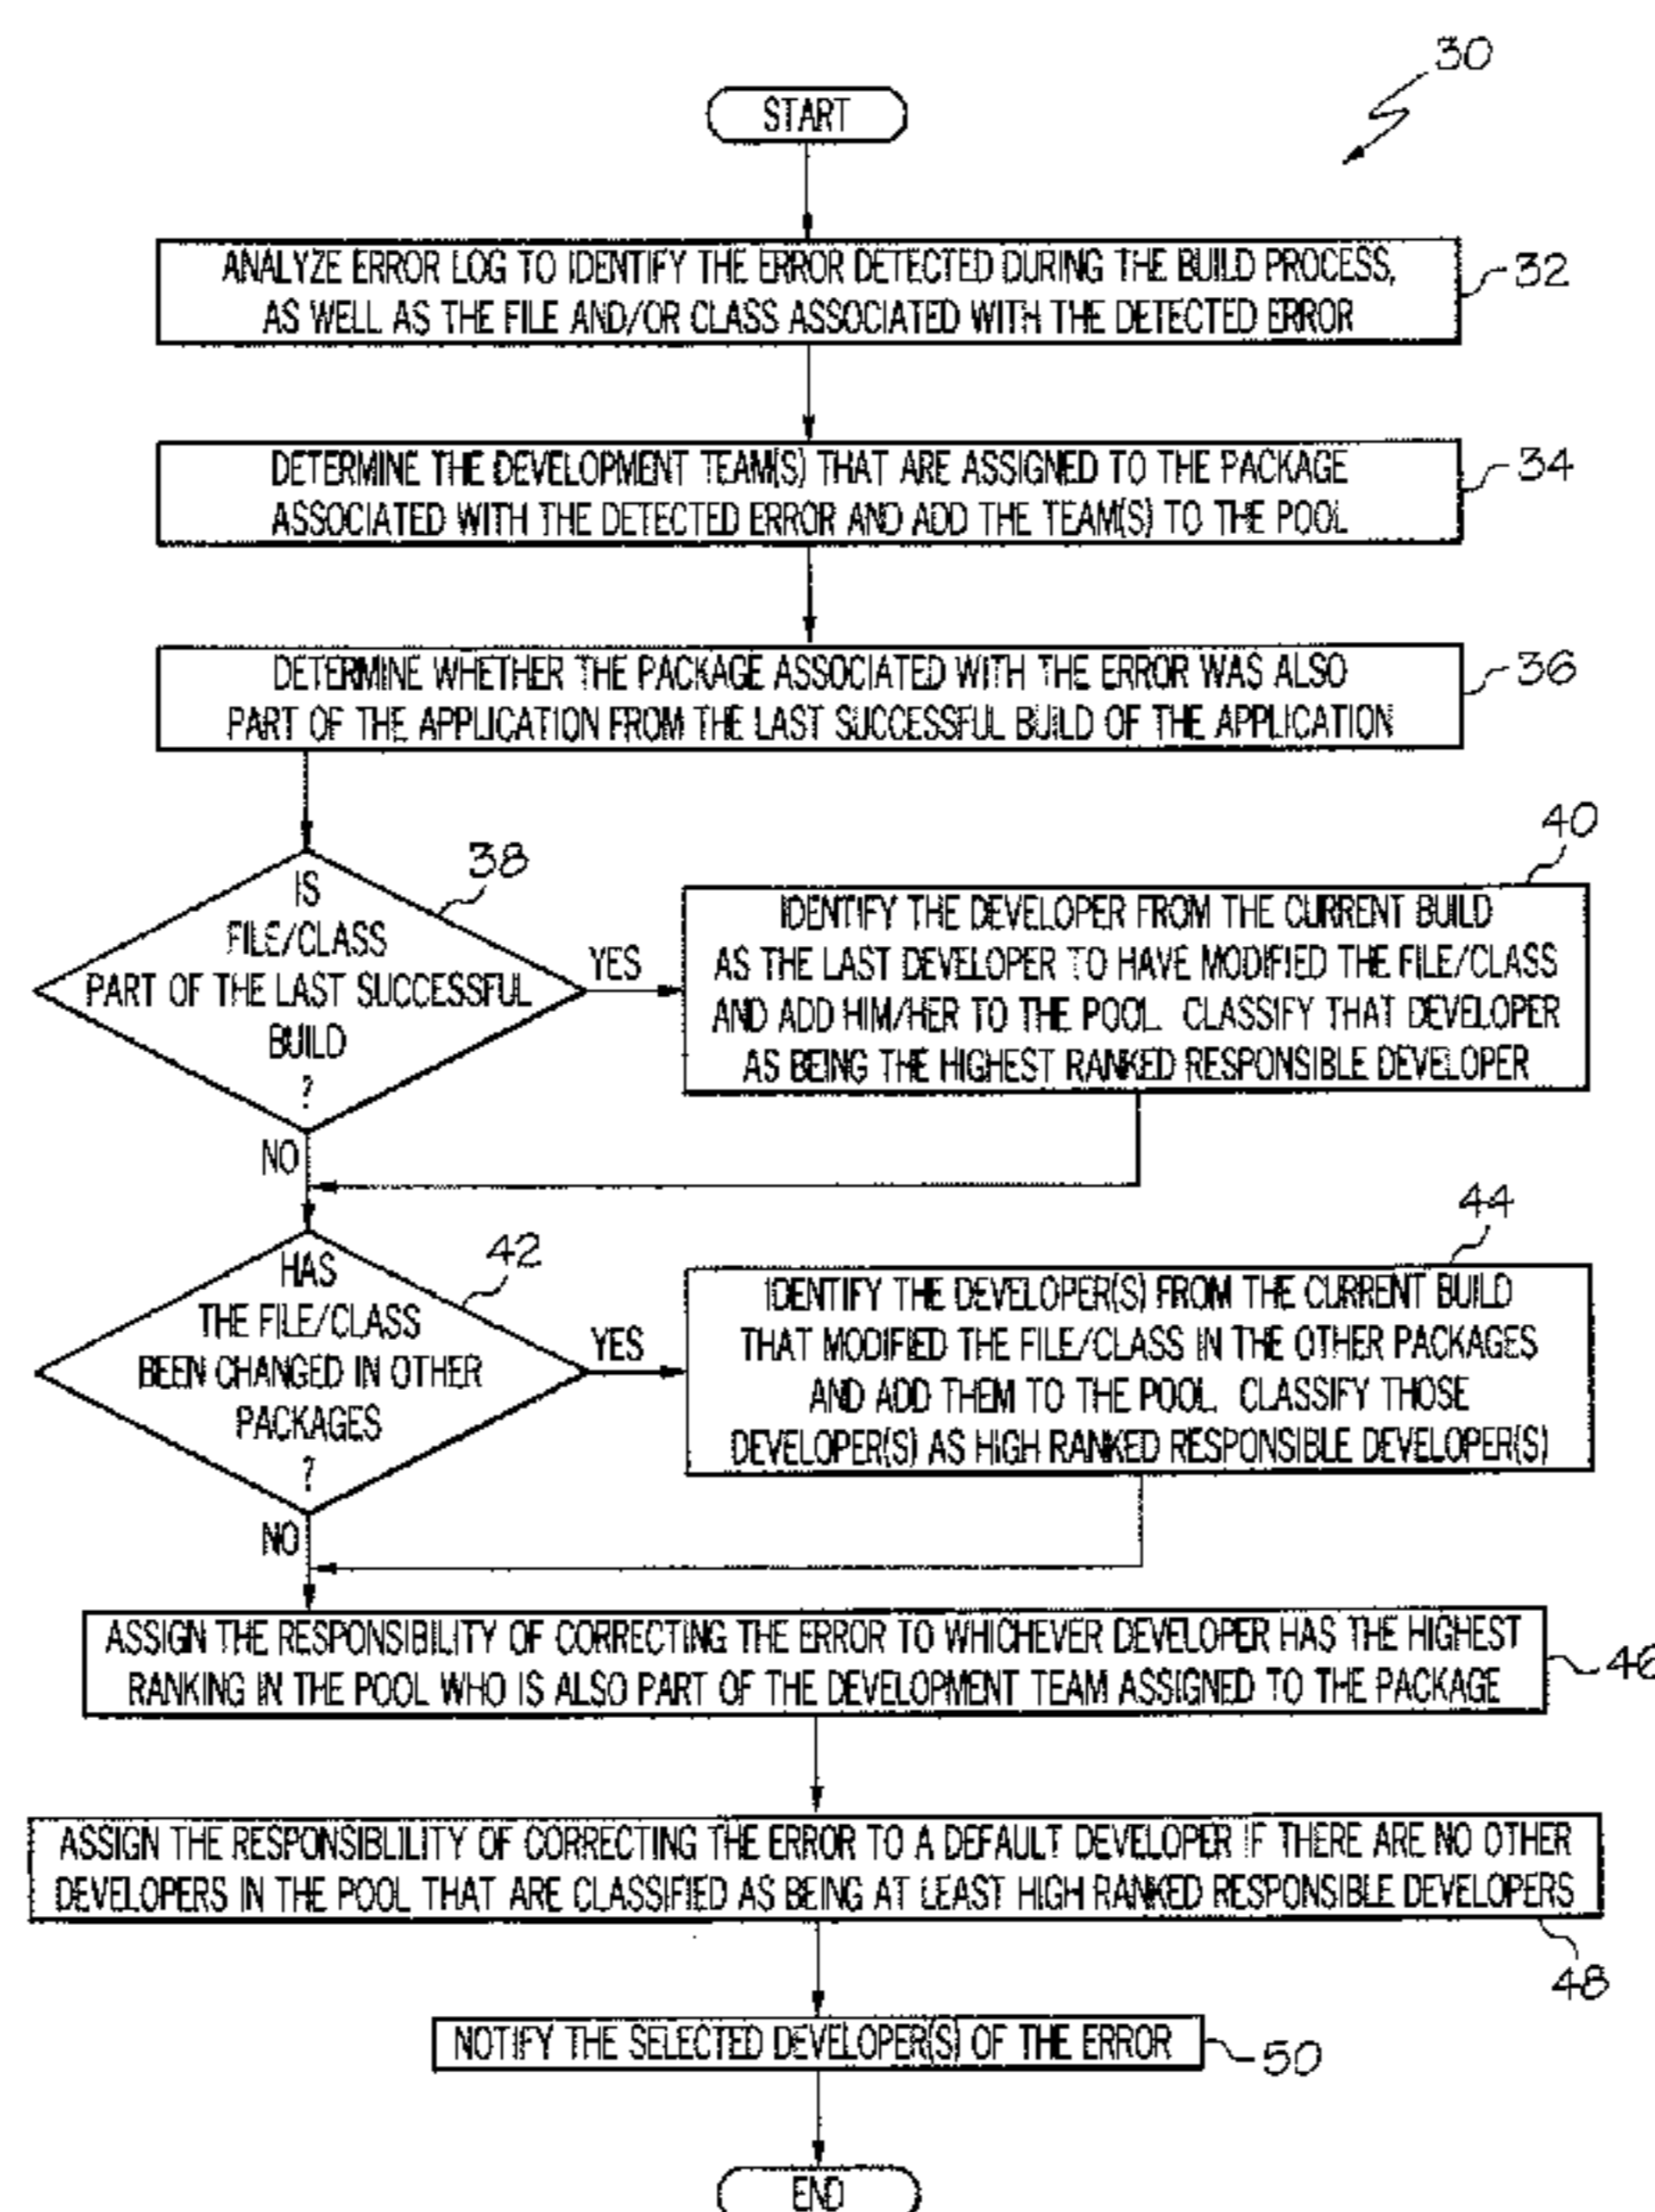 30
START
ANALYZE ERROR LOG TO IDENTIFY THE ERROR DETECTED DURING THE BUILD PROCESS,
AS WELL AS THE FILE AND/OR CLASS ASSOCIATED WITH THE DETECTED ERROR
32
DETERMINE THE DEVELOPMENT TEAM(S) THAT ARE ASSIGNED TO THE PACKAGE
ASSOCIATED WITH THE DETECTED ERROR AND ADD THE TEAM(S) TO THE POOL
34
DETERMINE WHETHER THE PACKAGE ASSOCIATED WITH THE ERROR WAS ALSO
PART OF THE APPLICATION FROM THE LAST SUCCESSFUL BUILD OF THE APPLICATION
36
38
IS
FILE/CLASS
PART OF THE LAST SUCCESSFUL
BUILD
?
YES
NO
40
IDENTIFY THE DEVELOPER FROM THE CURRENT BUILD
AS THE LAST DEVELOPER TO HAVE MODIFIED THE FILE/CLASS
AND ADD HIM/HER TO THE POOL. CLASSIFY THAT DEVELOPER
AS BEING THE HIGHEST RANKED RESPONSIBLE DEVELOPER
42
HAS
THE FILE/CLASS
BEEN CHANGED IN OTHER
PACKAGES
?
YES
NO
44
IDENTIFY THE DEVELOPER(S) FROM THE CURRENT BUILD
THAT MODIFIED THE FILE/CLASS IN THE OTHER PACKAGES
AND ADD THEM TO THE POOL. CLASSIFY THOSE
DEVELOPER(S) AS HIGH RANKED RESPONSIBLE DEVELOPER(S)
ASSIGN THE RESPONSIBILITY OF CORRECTING THE ERROR TO WHICHEVER DEVELOPER HAS THE HIGHEST
RANKING IN THE POOL WHO IS ALSO PART OF THE DEVELOPMENT TEAM ASSIGNED TO THE PACKAGE
46
ASSIGN THE RESPONSIBLILITY OF CORRECTING THE ERROR TO A DEFAULT DEVELOPER IF THERE ARE NO OTHER
DEVELOPERS IN THE POOL THAT ARE CLASSIFIED AS BEING AT LEAST HIGH RANKED RESPONSIBLE DEVELOPERS
48
NOTIFY THE SELECTED DEVELOPER(S) OF THE ERROR
50
END